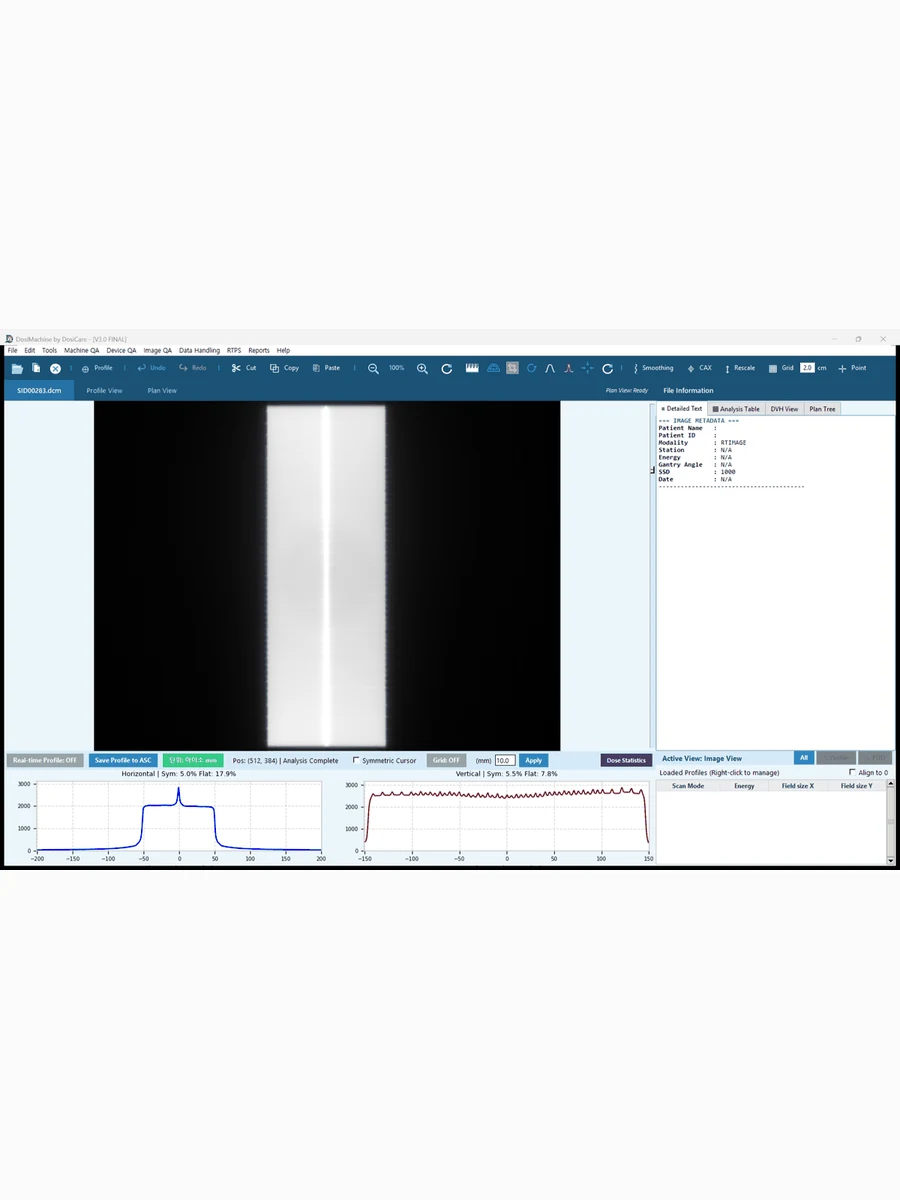 DosiMachine by DosiCare - [V3.0 FINAL]
File Edit Tools Machine QA Device QA Image QA Data Handling RTPS Reports Help
Profile Undo Redo Cut Copy Paste 100% Smoothing CAX Rescale Grid 2.0 cm Point
SID00283.dcm Profile View Plan View Plan View: Ready File Information
Detailed Text Analysis Table DVH View Plan Tree
=== IMAGE METADATA ===
Patient Name :
Patient ID :
Modality : RTIMAGE
Station : N/A
Energy : N/A
Gantry Angle : N/A
SSD : 1000
Date : N/A
----------------------------------------
Real-time Profile: OFF Save Profile to ASC mm Pos: (512, 384) | Analysis Complete Symmetric Cursor Grid: OFF (mm) 10.0 Apply Dose Statistics
Active View: Image View All
Horizontal | Sym: 5.0% Flat: 17.9% Vertical | Sym: 5.5% Flat: 7.8%
Loaded Profiles (Right-click to manage) Align to 0
Scan Mode Energy Field size X Field size Y
3000 3000
2000 2000
1000 1000
0 0
−200 −150 −100 −50 0 50 100 150 200 −150 −100 −50 0 50 100 150